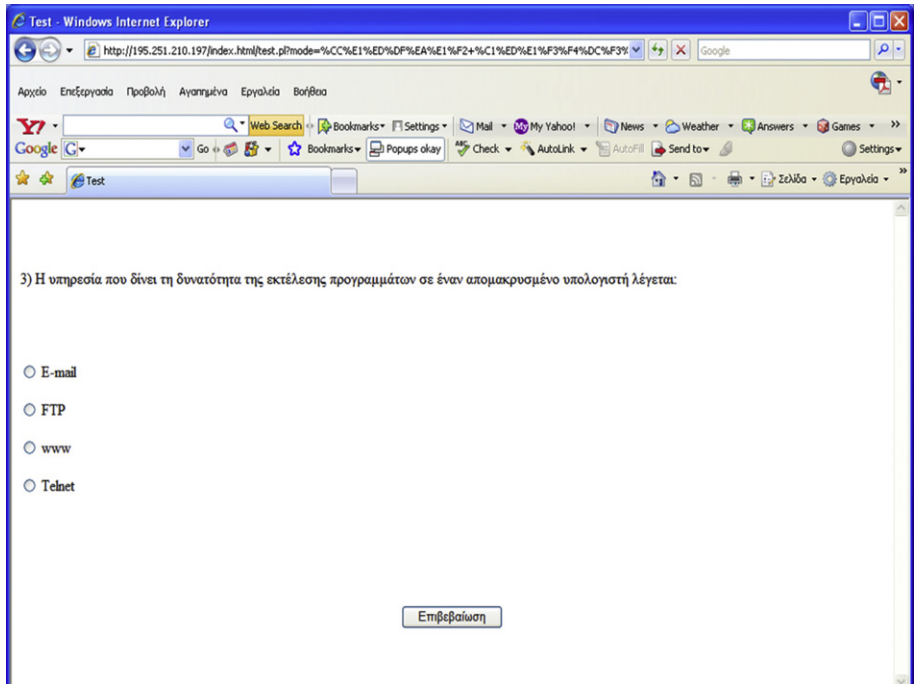 Test - Windows Internet Explorer
http://195.251.210.197/index.html/test.pl?mode=%CC%E1%ED%DF%EA%E1%F2+%C1%ED%E1%F3%F4%DC%F3% Google
Αρχείο Επεξεργασία Προβολή Αγαπημένα Εργαλεία Βοήθεια
Y! Web Search Bookmarks Settings Mail My Yahoo! News Weather Answers Games »
Google G Go Bookmarks Popups okay Check AutoLink AutoFill Send to Settings
Test Σελίδα Εργαλεία »
3) Η υπηρεσία που δίνει τη δυνατότητα της εκτέλεσης προγραμμάτων σε έναν απομακρυσμένο υπολογιστή λέγεται:
E-mail
FTP
www
Telnet
Επιβεβαίωση